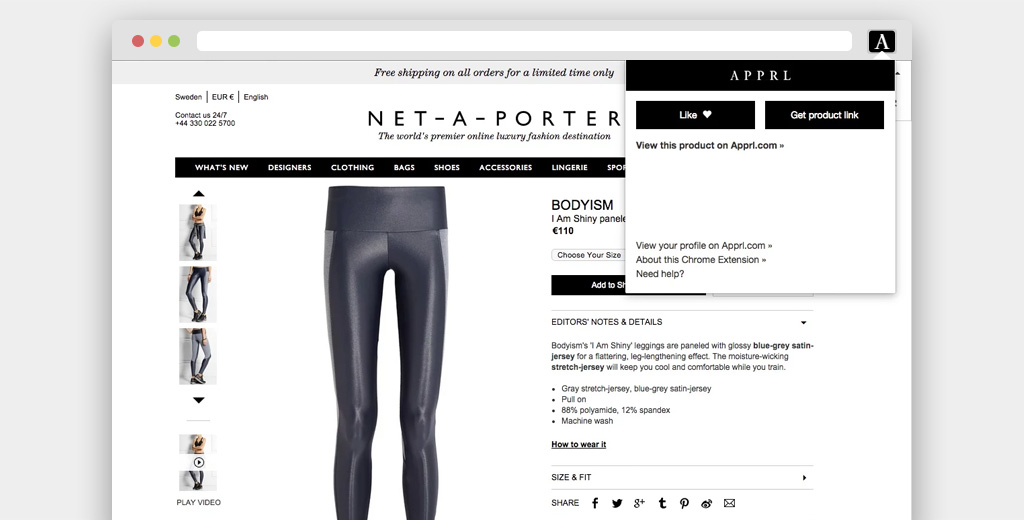 A
Free shipping on all orders for a limited time only
Sweden | EUR € | English
Contact us 24/7
+44 330 022 5700
NET-A-PORTER
The world's premier online luxury fashion destination
WHAT'S NEW DESIGNERS CLOTHING BAGS SHOES ACCESSORIES LINGERIE SPOR
APPRL
Like
Get product link
View this product on Apprl.com »
View your profile on Apprl.com »
About this Chrome Extension »
Need help?
BODYISM
I Am Shiny panele
€110
Choose Your Size
Add to Sh
EDITORS' NOTES & DETAILS
Bodyism's 'I Am Shiny' leggings are paneled with glossy blue-grey satin-
jersey for a flattering, leg-lengthening effect. The moisture-wicking
stretch-jersey will keep you cool and comfortable while you train.
• Gray stretch-jersey, blue-grey satin-jersey
• Pull on
• 88% polyamide, 12% spandex
• Machine wash
How to wear it
SIZE & FIT
SHARE
PLAY VIDEO